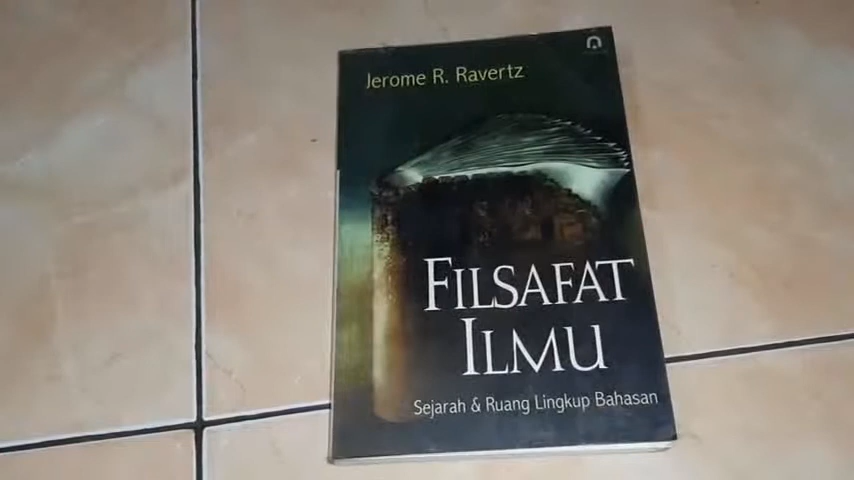 Jerome R. Ravertz
FILSAFAT
ILMU
Sejarah & Ruang Lingkup Bahasan